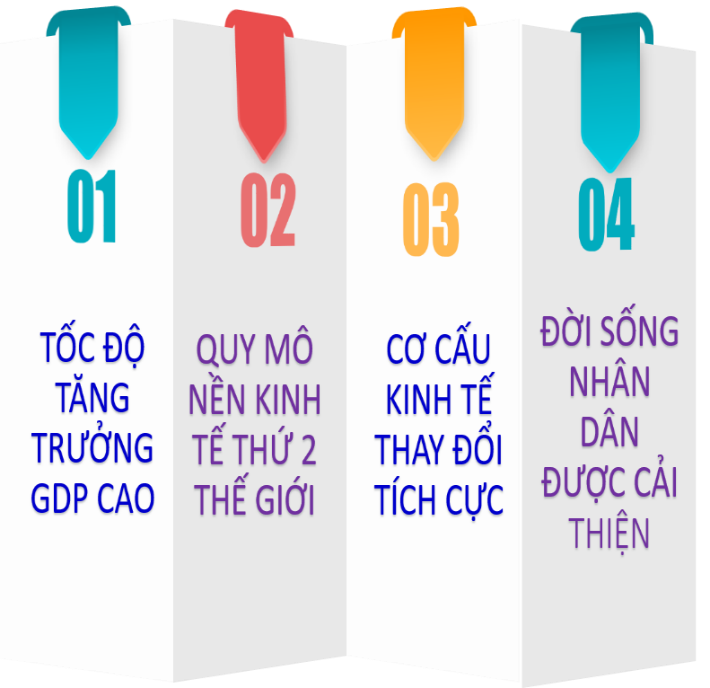 01
TỐC ĐỘ
TĂNG
TRƯỞNG
GDP CAO
02
QUY MÔ
NỀN KINH
TẾ THỨ 2
THẾ GIỚI
03
CƠ CẤU
KINH TẾ
THAY ĐỔI
TÍCH CỰC
04
ĐỜI SỐNG
NHÂN
DÂN
ĐƯỢC CẢI
THIỆN